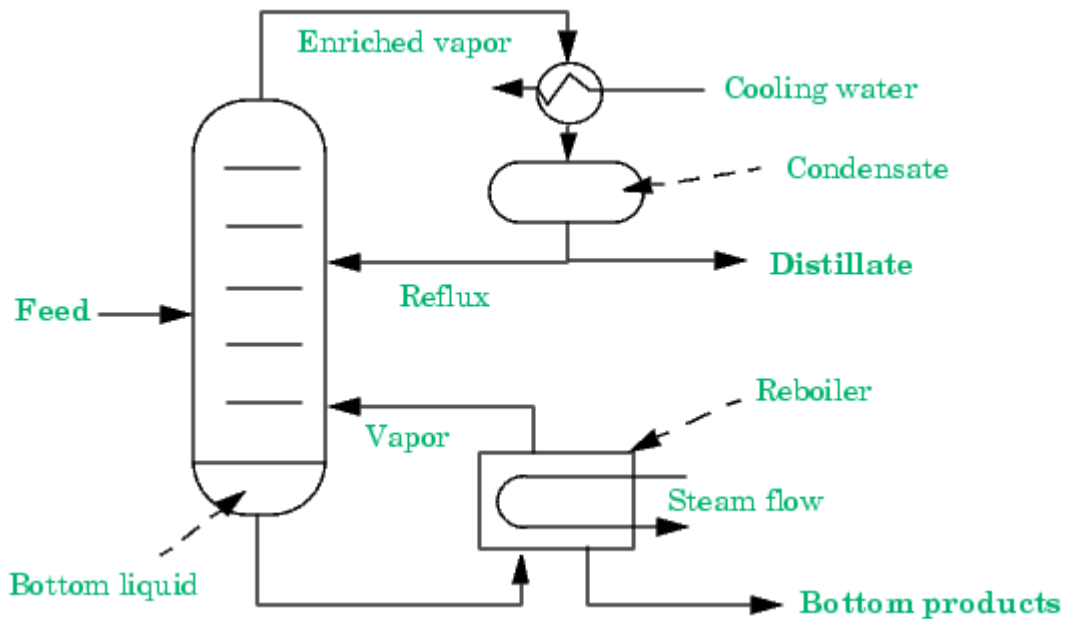 Enriched vapor
Cooling water
Condensate
Distillate
Reflux
Feed
Reboiler
Vapor
Steam flow
Bottom liquid
Bottom products